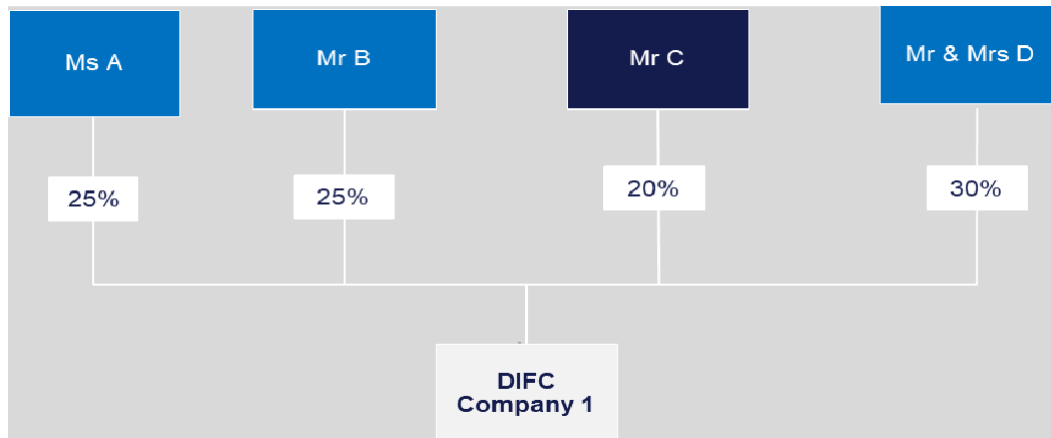 Ms A
Mr B
Mr C
Mr & Mrs D
25%
25%
20%
30%
DIFC
Company 1